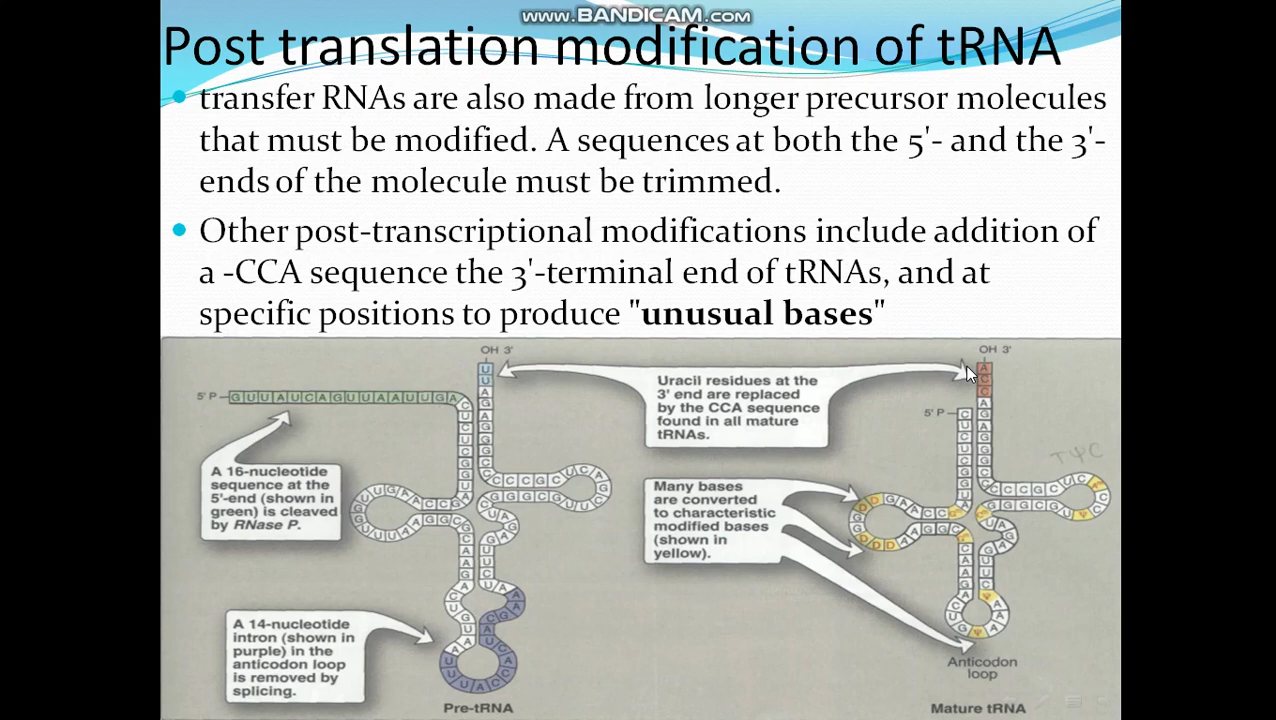 www.BANDICAM.com
Post translation modification of tRNA
transfer RNAs are also made from longer precursor molecules
that must be modified. A sequences at both the 5'- and the 3'-
ends of the molecule must be trimmed.
Other post-transcriptional modifications include addition of
a -CCA sequence the 3'-terminal end of tRNAs, and at
specific positions to produce "unusual bases"
OH 3'
OH 3'
Uracil residues at the
3' end are replaced
by the CCA sequence
found in all mature
tRNAs.
5' P
GUUAUCAGUUAAUUGA
5' P
TΨC
A 16-nucleotide
sequence at the
5'-end (shown in
green) is cleaved
by RNase P.
Many bases
are converted
to characteristic
modified bases
(shown in
yellow).
A 14-nucleotide
intron (shown in
purple) in the
anticodon loop
is removed by
splicing.
Anticodon
loop
Pre-tRNA
Mature tRNA